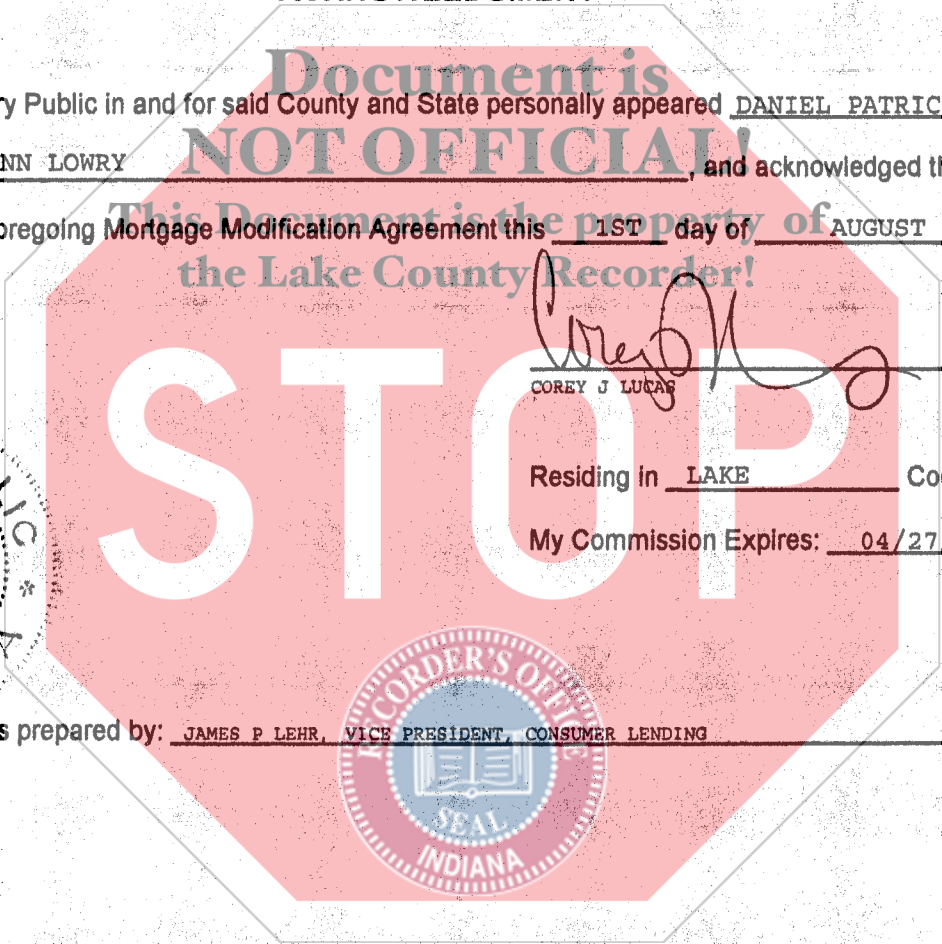 Document is
ry Public in and for said County and State personally appeared DANIEL PATRIC
NOT OFFICIAL!
NN LOWRY , and acknowledged th
This Document is the property of
oregoing Mortgage Modification Agreement this 1ST day of AUGUST
the Lake County Recorder!
COREY J LUCAS
STOP
Residing in LAKE Co
My Commission Expires: 04/27
s prepared by: JAMES P LEHR, VICE PRESIDENT, CONSUMER LENDING
RECORDER'S OFFICE
SEAL
INDIANA